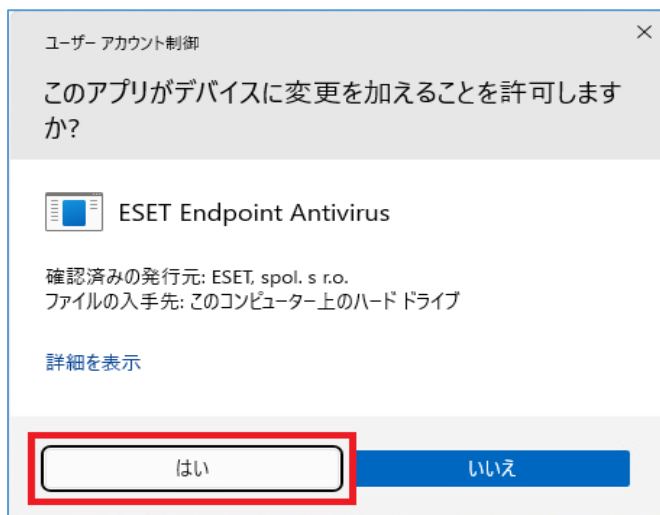 ユーザー アカウント制御
このアプリがデバイスに変更を加えることを許可します
か?
ESET Endpoint Antivirus
確認済みの発行元: ESET, spol. s r.o.
ファイルの入手先: このコンピューター上のハード ドライブ
詳細を表示
はい
いいえ